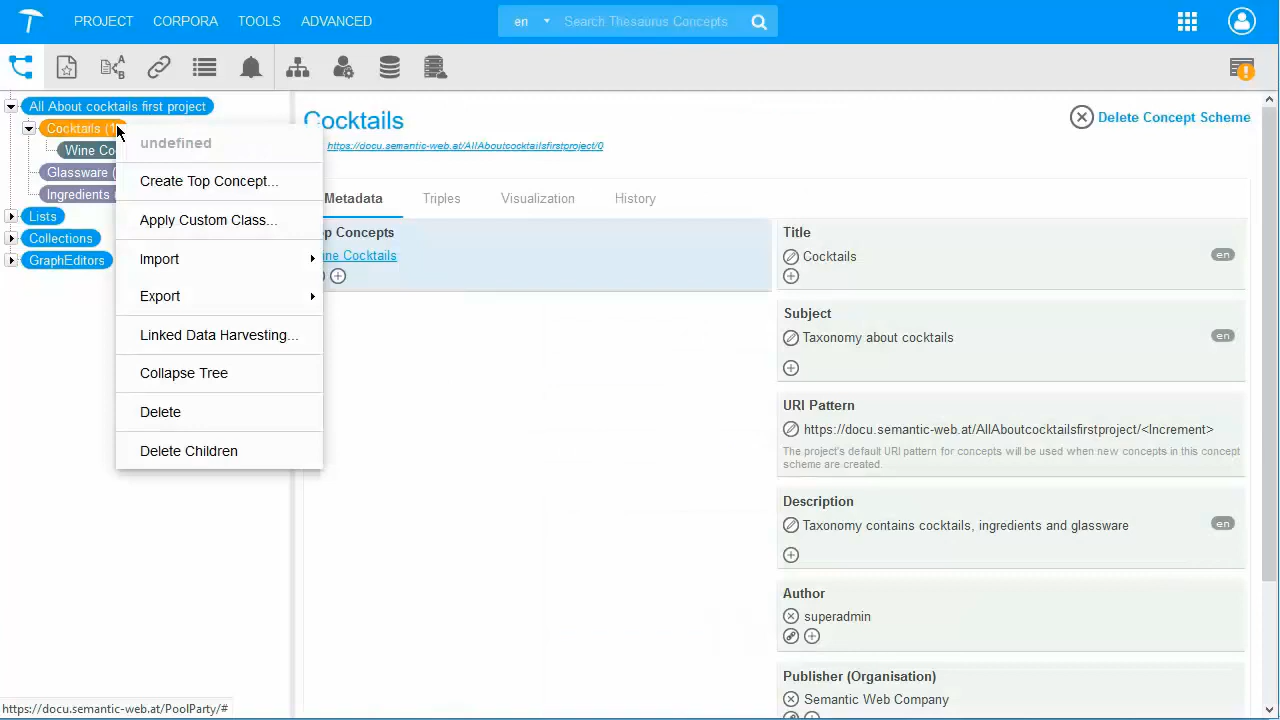 PROJECT CORPORA TOOLS ADVANCED en Search Thesaurus Concepts
All About cocktails first project
Cocktails (1
Wine Co
Glassware (
Ingredients (
Lists
Collections
GraphEditors
undefined
Create Top Concept...
Apply Custom Class...
Import
Export
Linked Data Harvesting...
Collapse Tree
Delete
Delete Children
Cocktails
Delete Concept Scheme
https://docu.semantic-web.at/AllAboutcocktailsfirstproject/0
Metadata Triples Visualization History
p Concepts
ne Cocktails
Title
Cocktails en
Subject
Taxonomy about cocktails en
URI Pattern
https://docu.semantic-web.at/AllAboutcocktailsfirstproject/<Increment>
The project's default URI pattern for concepts will be used when new concepts in this concept
scheme are created.
Description
Taxonomy contains cocktails, ingredients and glassware en
Author
superadmin
Publisher (Organisation)
Semantic Web Company
https://docu.semantic-web.at/PoolParty/#